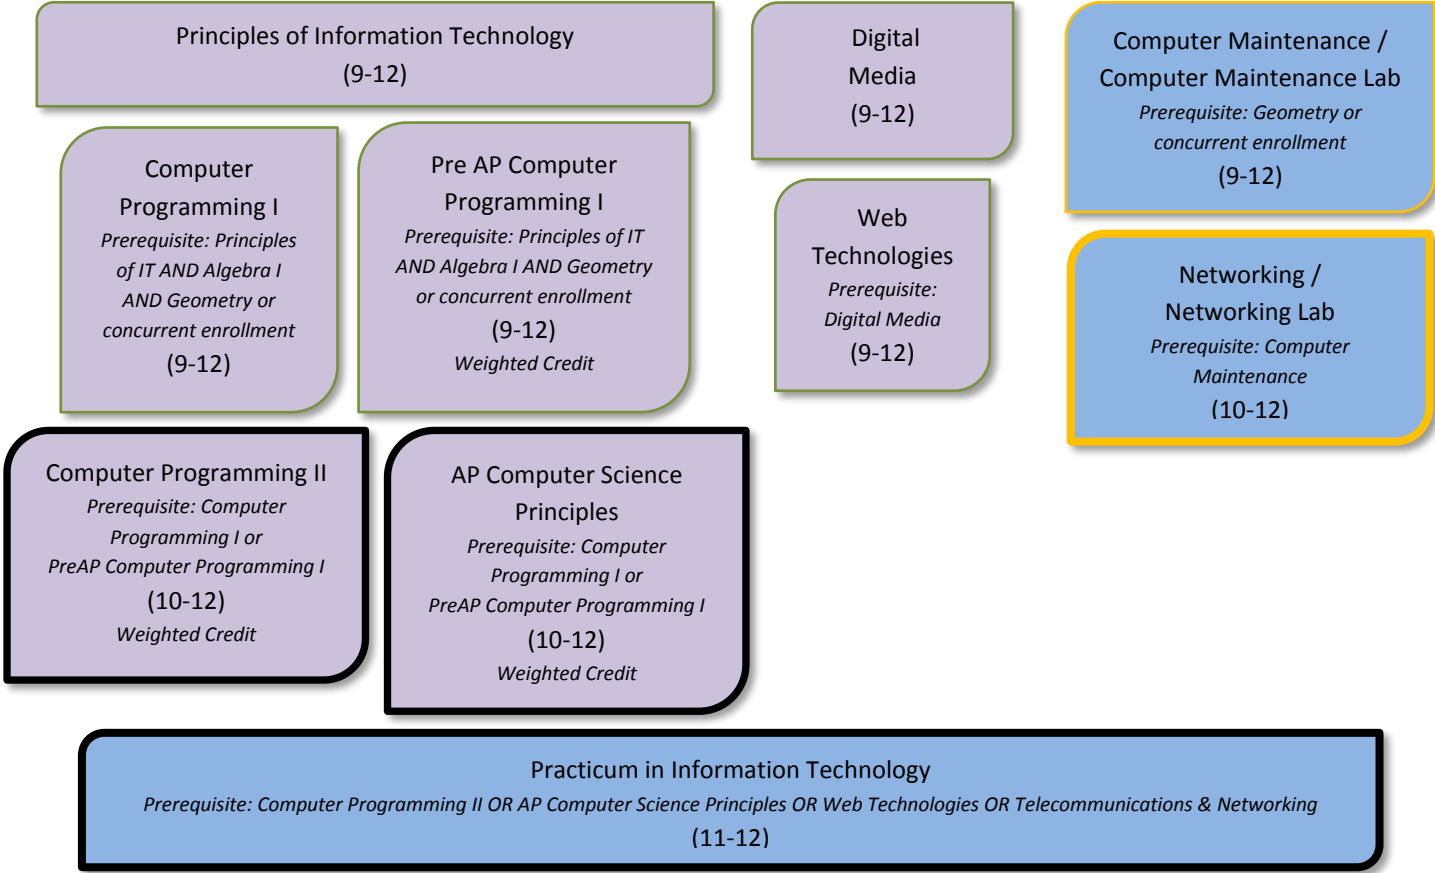 Principles of Information Technology
(9-12)
Digital
Media
(9-12)
Computer Maintenance /
Computer Maintenance Lab
Prerequisite: Geometry or
concurrent enrollment
(9-12)
Computer
Programming I
Prerequisite: Principles
of IT AND Algebra I
AND Geometry or
concurrent enrollment
(9-12)
Pre AP Computer
Programming I
Prerequisite: Principles of IT
AND Algebra I AND Geometry
or concurrent enrollment
(9-12)
Weighted Credit
Web
Technologies
Prerequisite:
Digital Media
(9-12)
Networking /
Networking Lab
Prerequisite: Computer
Maintenance
(10-12)
Computer Programming II
Prerequisite: Computer
Programming I or
PreAP Computer Programming I
(10-12)
Weighted Credit
AP Computer Science
Principles
Prerequisite: Computer
Programming I or
PreAP Computer Programming I
(10-12)
Weighted Credit
Practicum in Information Technology
Prerequisite: Computer Programming II OR AP Computer Science Principles OR Web Technologies OR Telecommunications & Networking
(11-12)